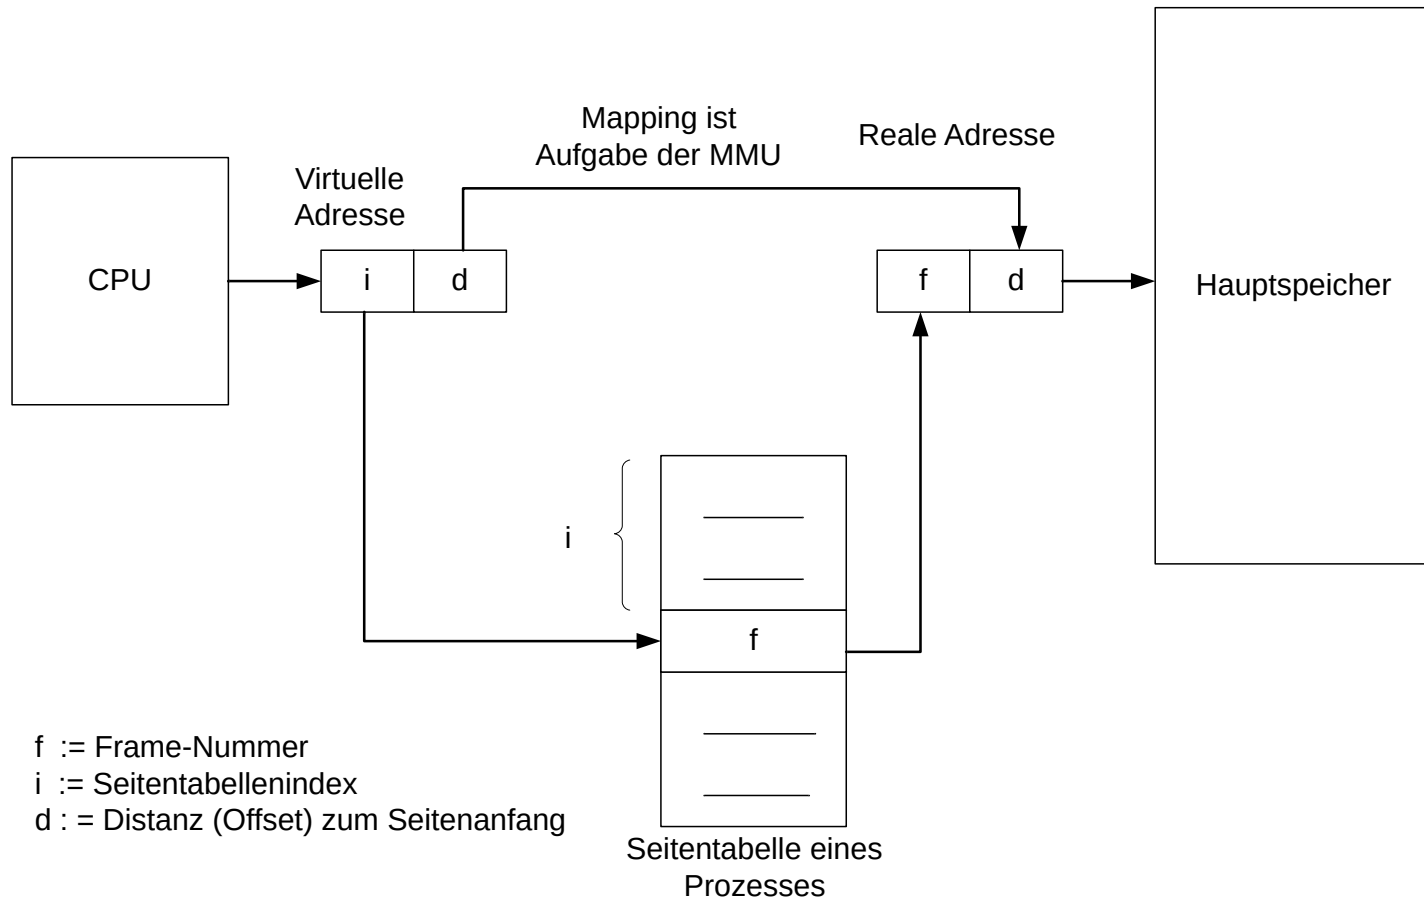 Mapping ist
Aufgabe der MMU
Reale Adresse
Virtuelle
Adresse
CPU
i
d
f
d
Hauptspeicher
i
f
f := Frame-Nummer
i := Seitentabellenindex
d : = Distanz (Offset) zum Seitenanfang
Seitentabelle eines
Prozesses